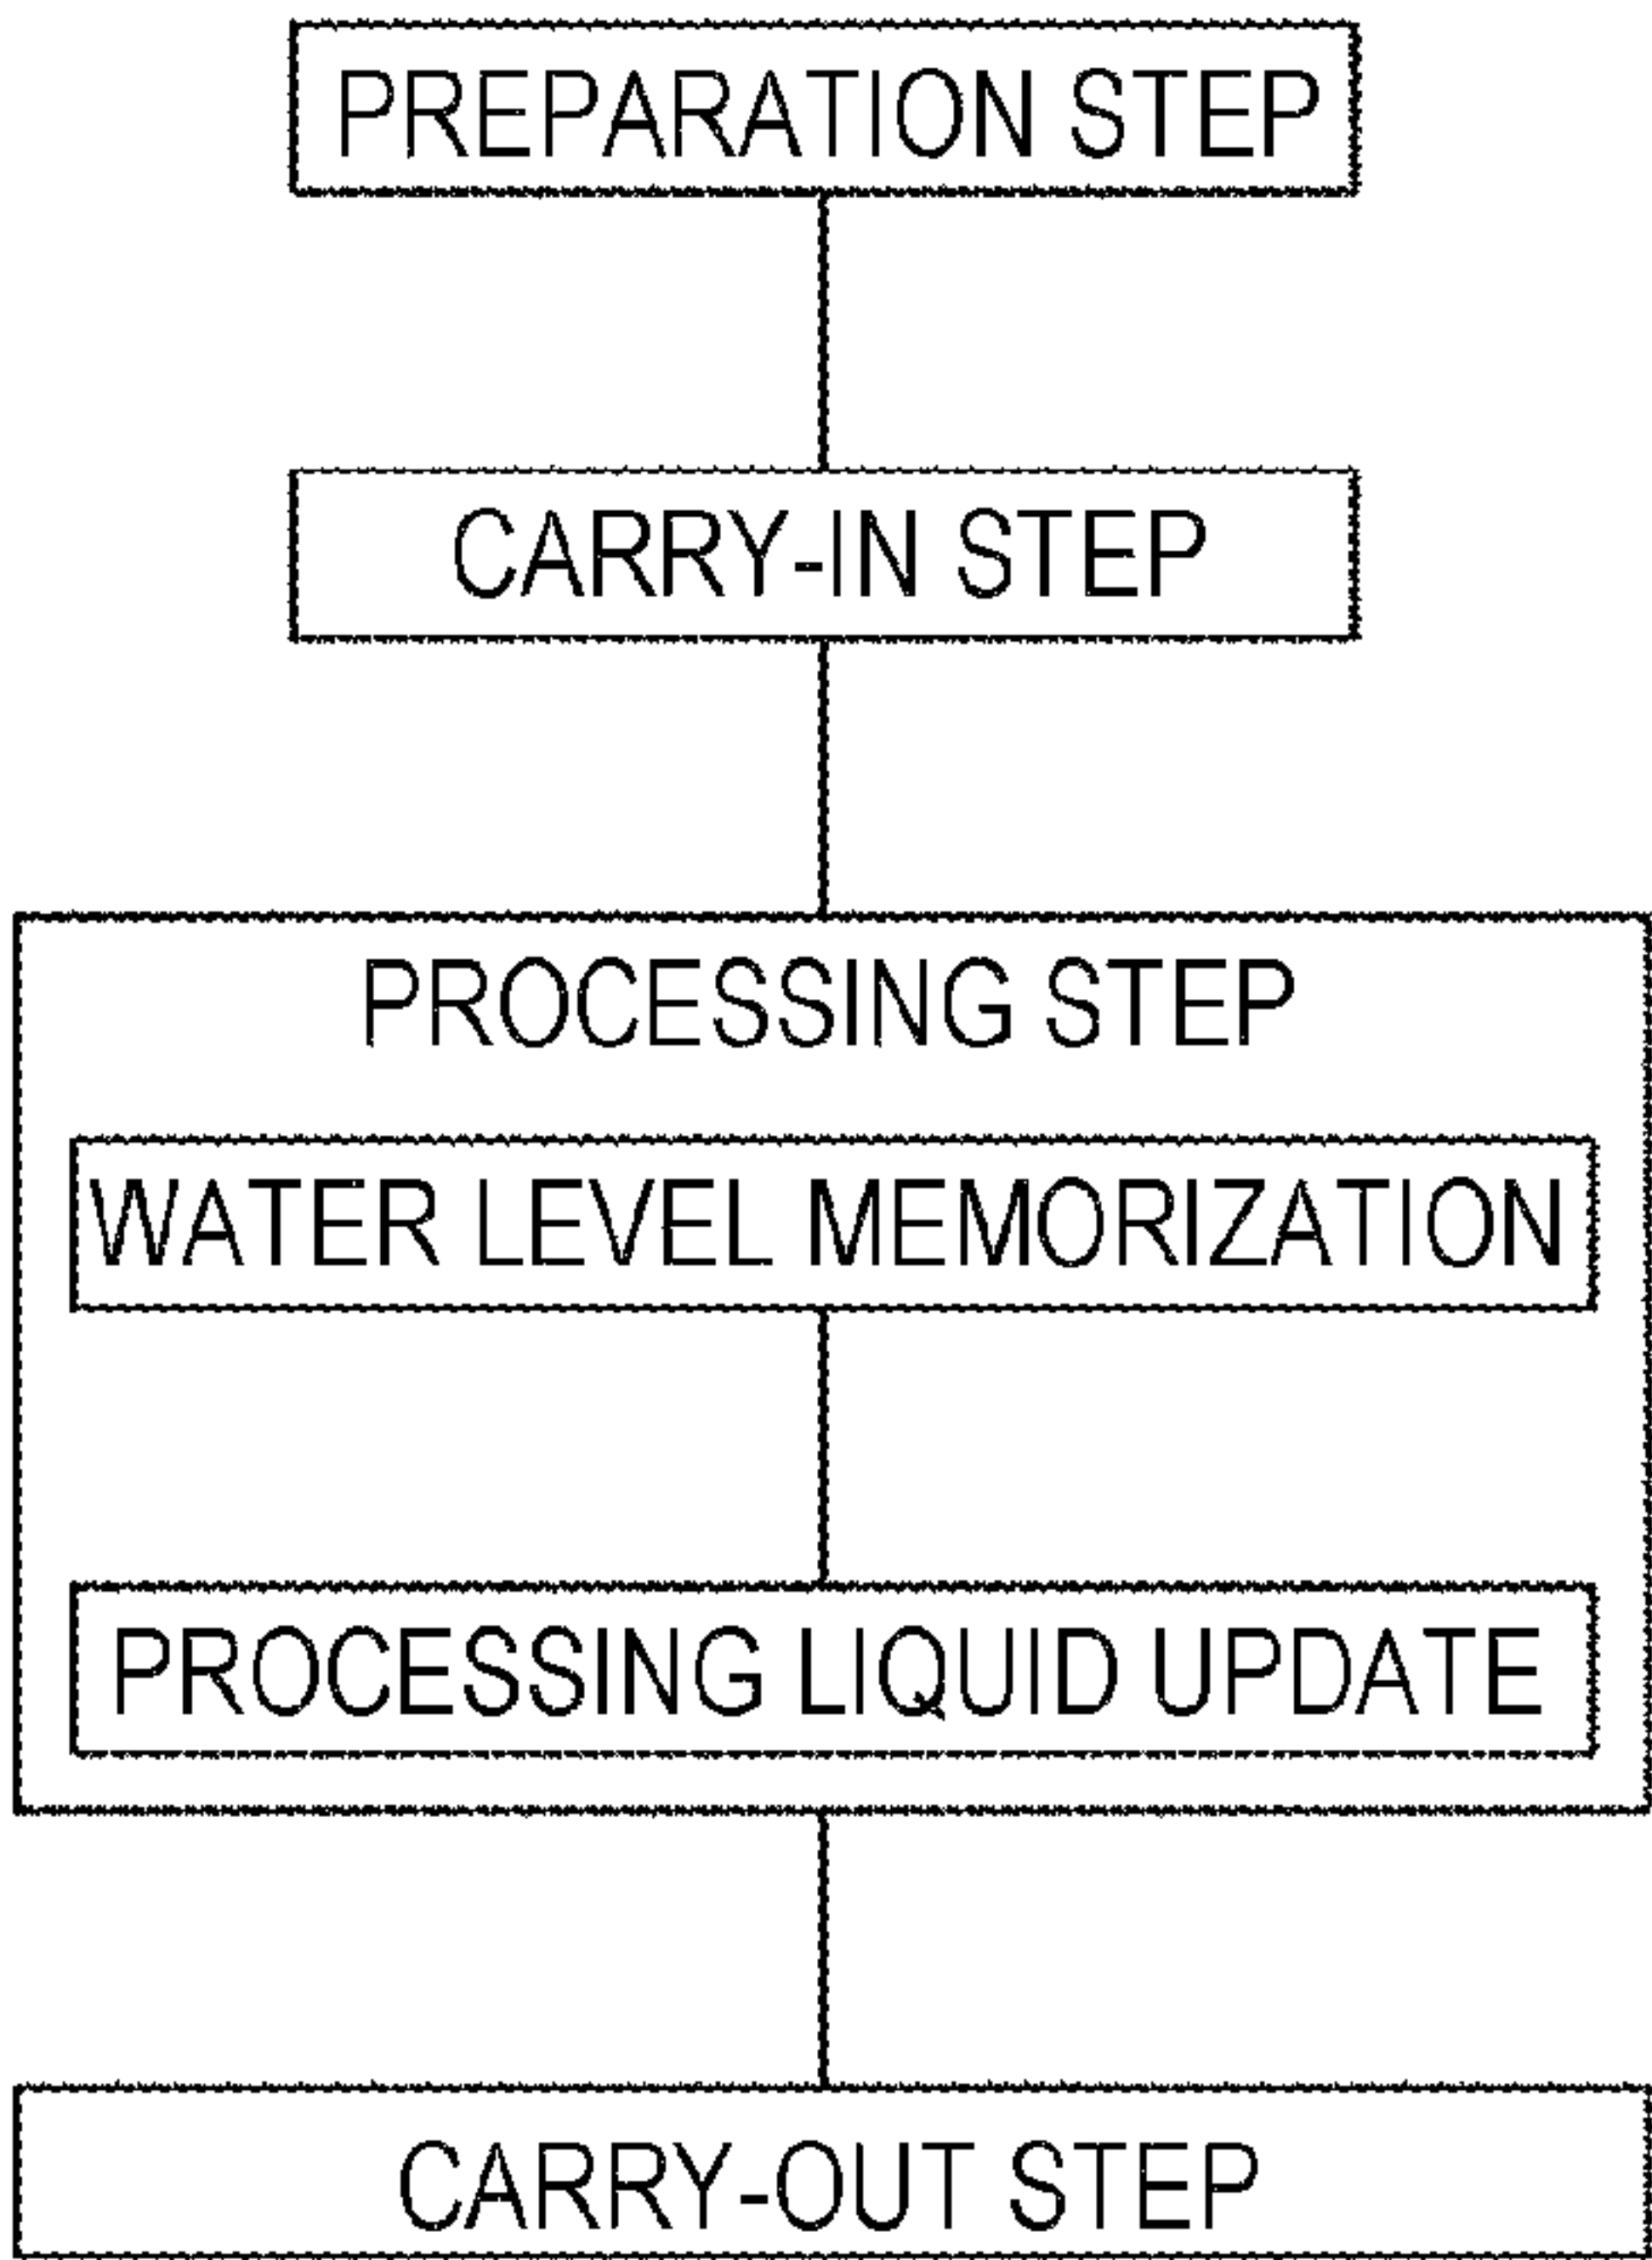 PREPARATION STEP
CARRY-IN STEP
PROCESSING STEP
WATER LEVEL MEMORIZATION
PROCESSING LIQUID UPDATE
CARRY-OUT STEP